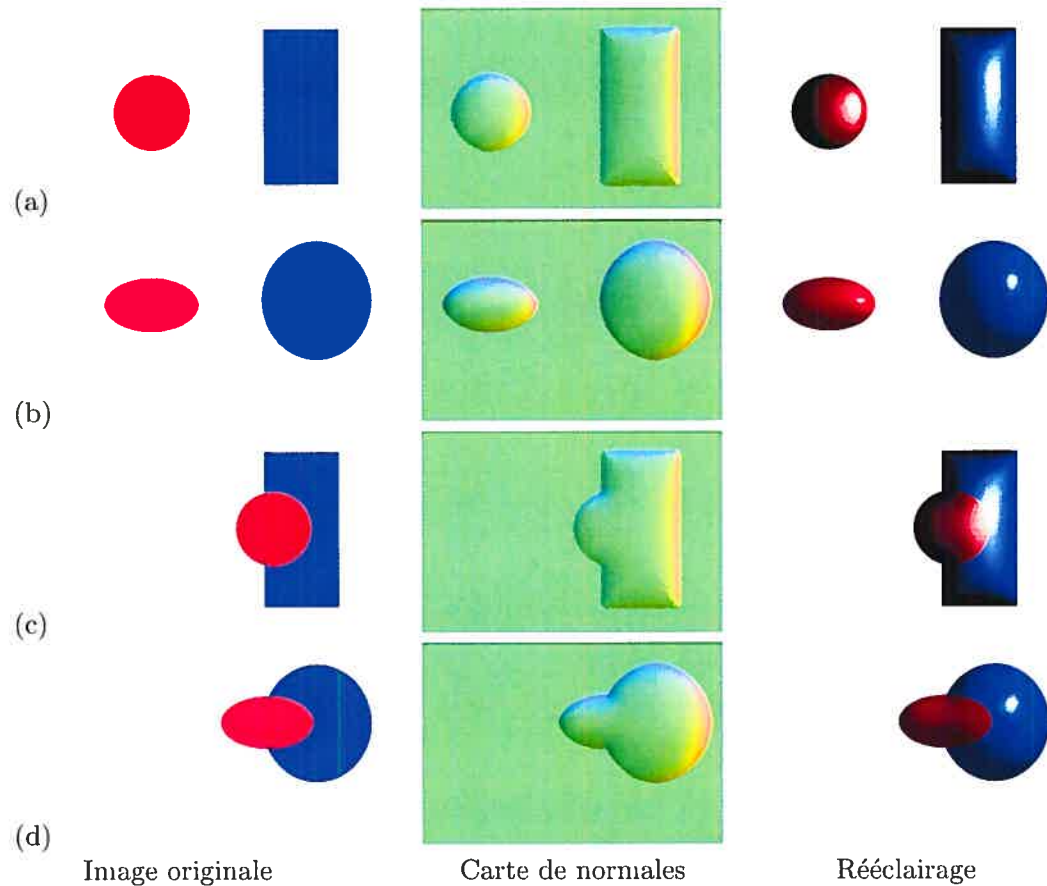 (a)
(b)
(c)
(d)
Image originale
Carte de normales
Rééclairage